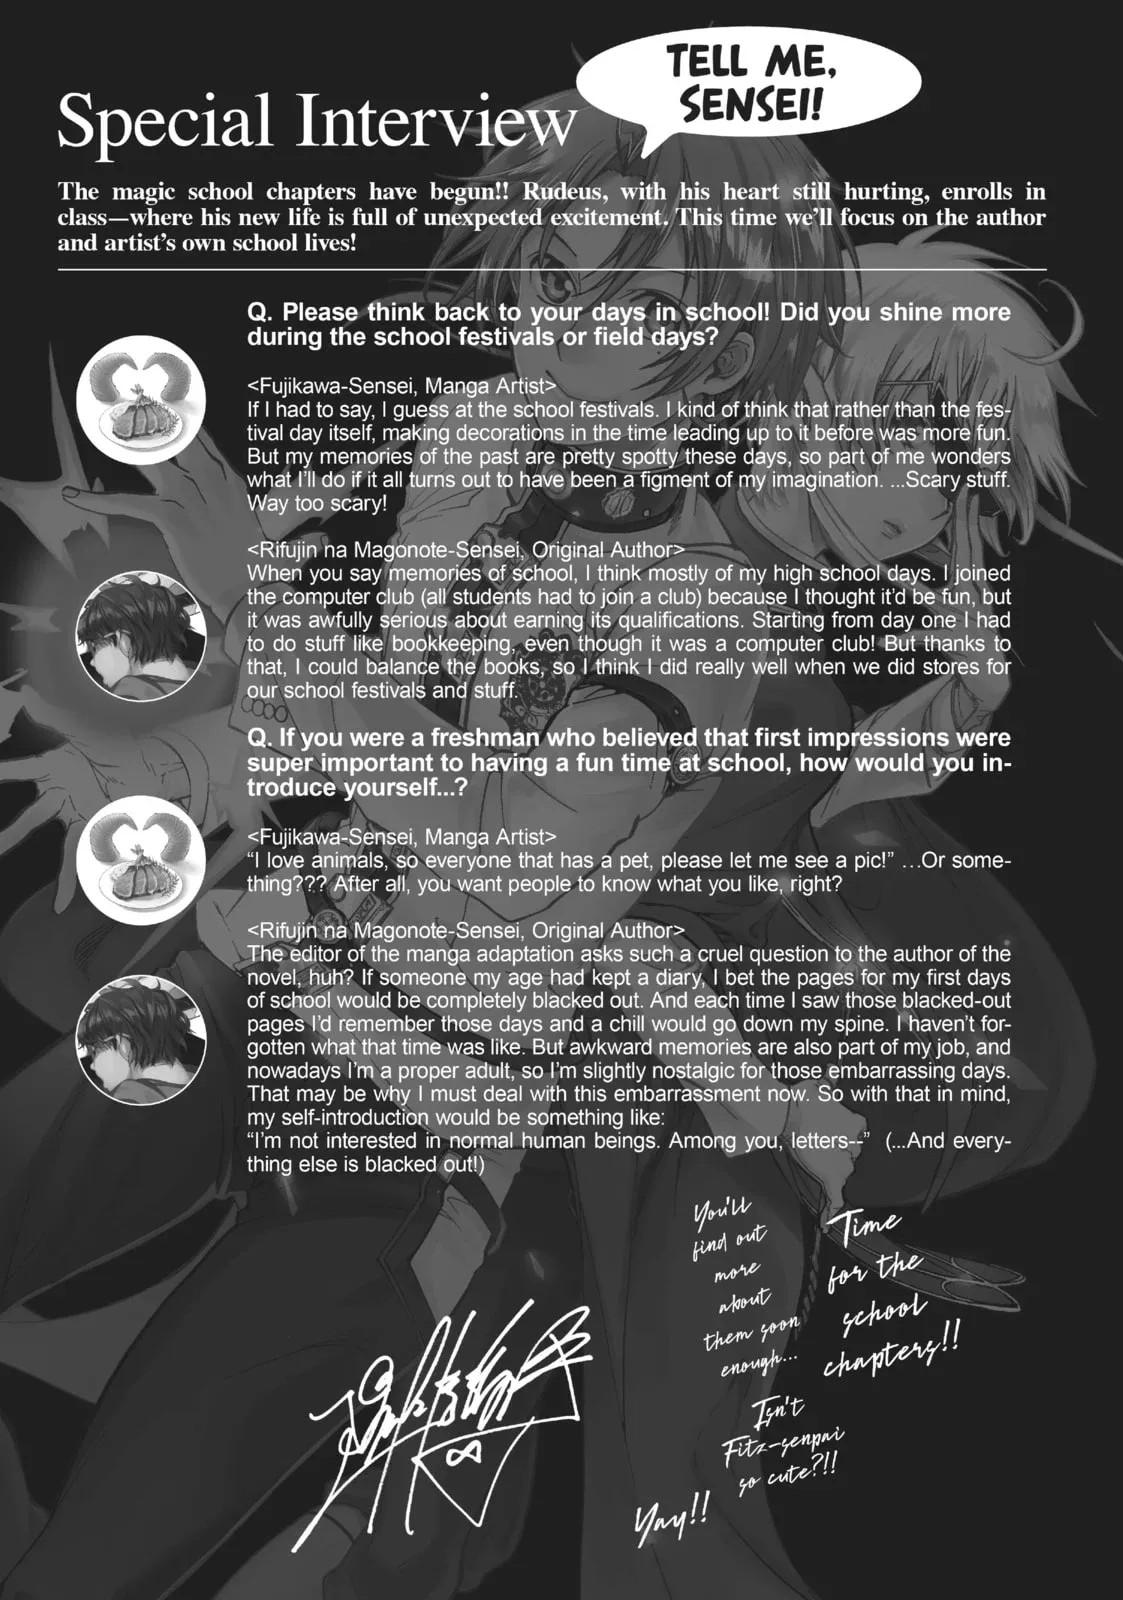 TELL ME,
SENSEI!
Special Interview
The magic school chapters have begun!! Rudeus, with his heart still hurting, enrolls in
class—where his new life is full of unexpected excitement. This time we’ll focus on the author
and artist’s own school lives!
Q. Please think back to your days in school! Did you shine more
during the school festivals or field days?
<Fujikawa-Sensei, Manga Artist>
If I had to say, I guess at the school festivals. I kind of think that rather than the fes-
tival day itself, making decorations in the time leading up to it before was more fun.
But my memories of the past are pretty spotty these days, so part of me wonders
what I’ll do if it all turns out to have been a figment of my imagination. ...Scary stuff.
Way too scary!
<Rifujin na Magonote-Sensei, Original Author>
When you say memories of school, I think mostly of my high school days. I joined
the computer club (all students had to join a club) because I thought it’d be fun, but
it was awfully serious about earning its qualifications. Starting from day one I had
to do stuff like bookkeeping, even though it was a computer club! But thanks to
that, I could balance the books, so I think I did really well when we did stores for
our school festivals and stuff.
Q. If you were a freshman who believed that first impressions were
super important to having a fun time at school, how would you in-
troduce yourself...?
<Fujikawa-Sensei, Manga Artist>
“I love animals, so everyone that has a pet, please let me see a pic!” …Or some-
thing??? After all, you want people to know what you like, right?
<Rifujin na Magonote-Sensei, Original Author>
The editor of the manga adaptation asks such a cruel question to the author of the
novel, huh? If someone my age had kept a diary, I bet the pages for my first days
of school would be completely blacked out. And each time I saw those blacked-out
pages I’d remember those days and a chill would go down my spine. I haven’t for-
gotten what that time was like. But awkward memories are also part of my job, and
nowadays I’m a proper adult, so I’m slightly nostalgic for those embarrassing days.
That may be why I must deal with this embarrassment now. So with that in mind,
my self-introduction would be something like:
“I’m not interested in normal human beings. Among you, letters--” (...And every-
thing else is blacked out!)
Time
for the
school
chapters!!
You’ll
find out
more
about
them soon
enough...
Isn’t
Fitz-senpai
so cute?!!
Yay!!